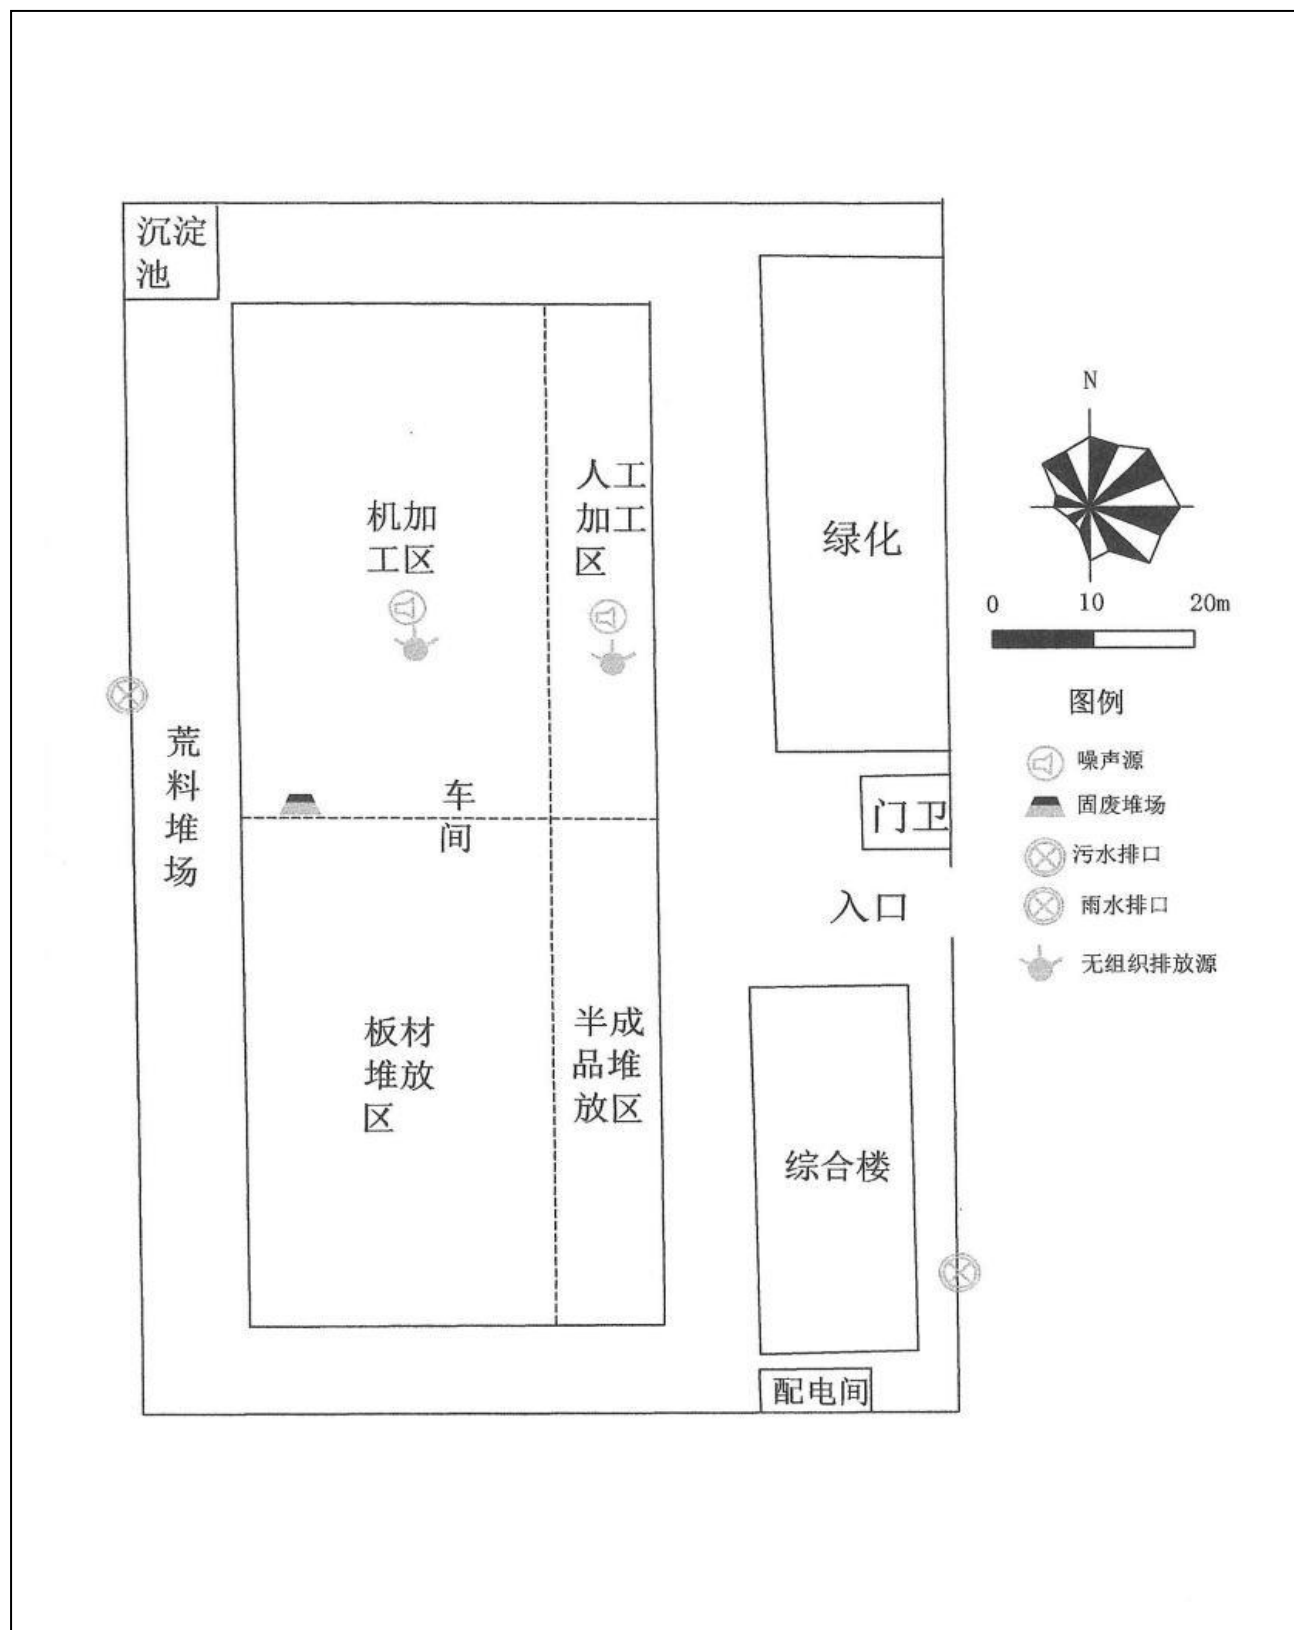 沉淀
池
机加
工区
人工
加工
区
绿化
N
0 10 20m
图例
噪声源
固废堆场
污水排口
雨水排口
无组织排放源
荒
料
堆
场
车
间
门卫
入口
板材
堆放
区
半成
品堆
放区
综合楼
配电间